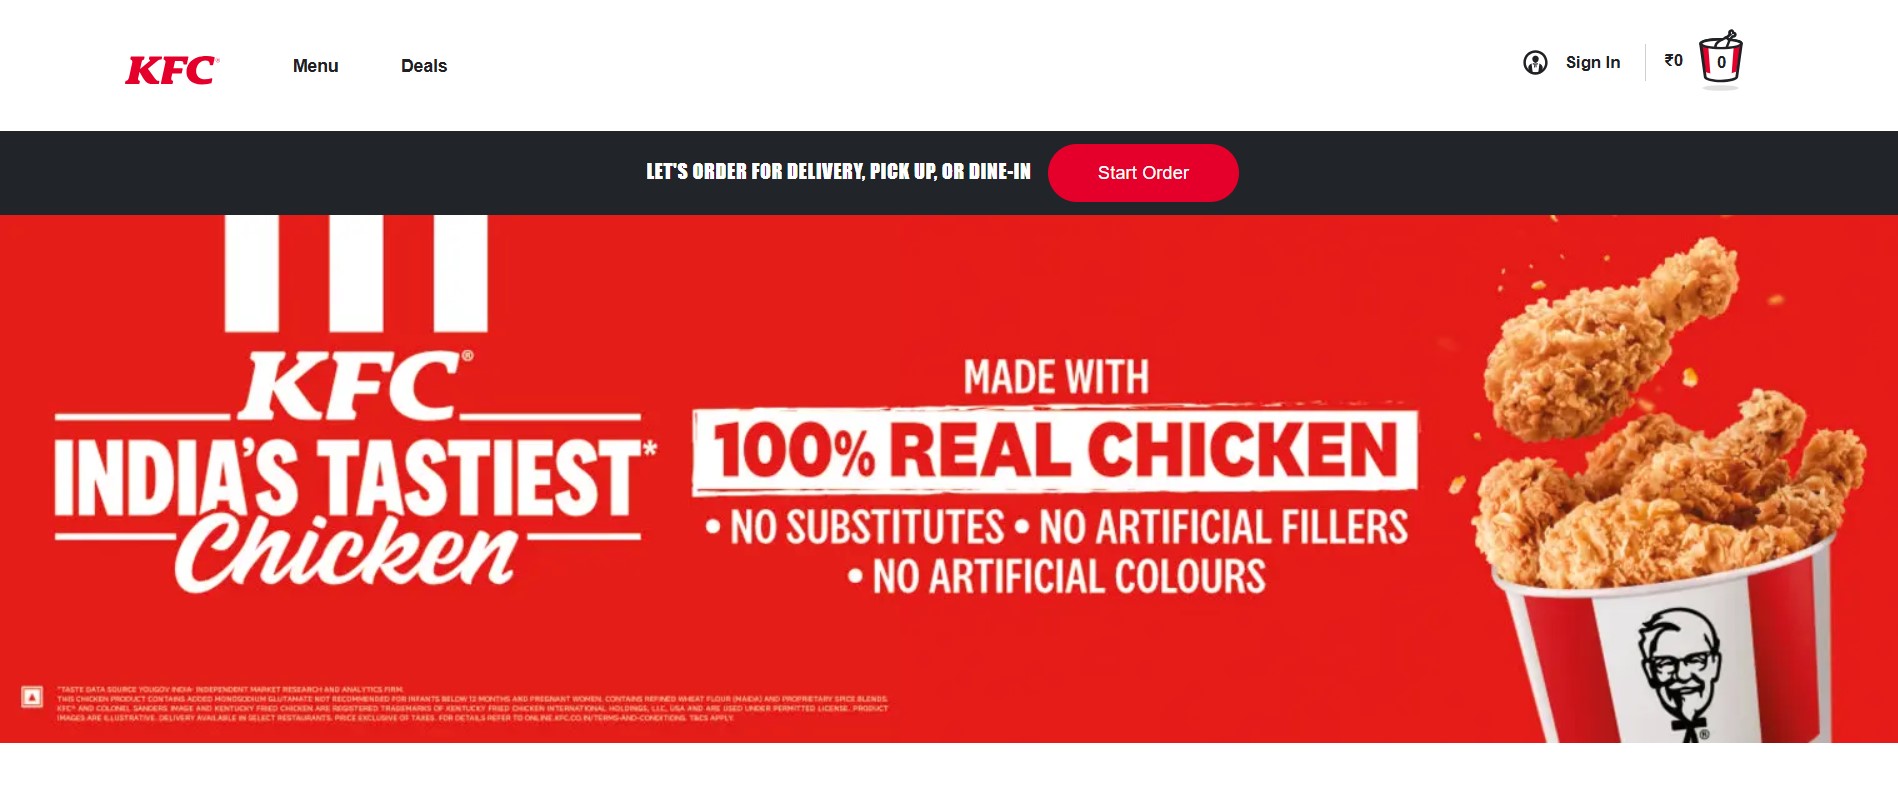 KFC®
Menu
Deals
Sign In
₹0
0
LET'S ORDER FOR DELIVERY, PICK UP, OR DINE-IN
Start Order
KFC®
INDIA'S TASTIEST*
Chicken
MADE WITH
100% REAL CHICKEN
• NO SUBSTITUTES • NO ARTIFICIAL FILLERS
• NO ARTIFICIAL COLOURS
®
*TASTE DATA SOURCE YOUGOV INDIA- INDEPENDENT MARKET RESEARCH AND ANALYTICS FIRM.
THIS CHICKEN PRODUCT CONTAINS ADDED MONOSODIUM GLUTAMATE NOT RECOMMENDED FOR INFANTS BELOW 12 MONTHS AND PREGNANT WOMEN. CONTAINS REFINED WHEAT FLOUR (MAIDA) AND PROPRIETARY SPICE BLENDS.
KFC® AND COLONEL SANDERS IMAGE AND KENTUCKY FRIED CHICKEN ARE REGISTERED TRADEMARKS OF KENTUCKY FRIED CHICKEN INTERNATIONAL HOLDINGS, LLC, USA AND ARE USED UNDER PERMITTED LICENSE. PRODUCT
IMAGES ARE ILLUSTRATIVE. DELIVERY AVAILABLE IN SELECT RESTAURANTS. PRICE EXCLUSIVE OF TAXES. FOR DETAILS REFER TO ONLINE.KFC.CO.IN/TERMS-AND-CONDITIONS. T&CS APPLY.